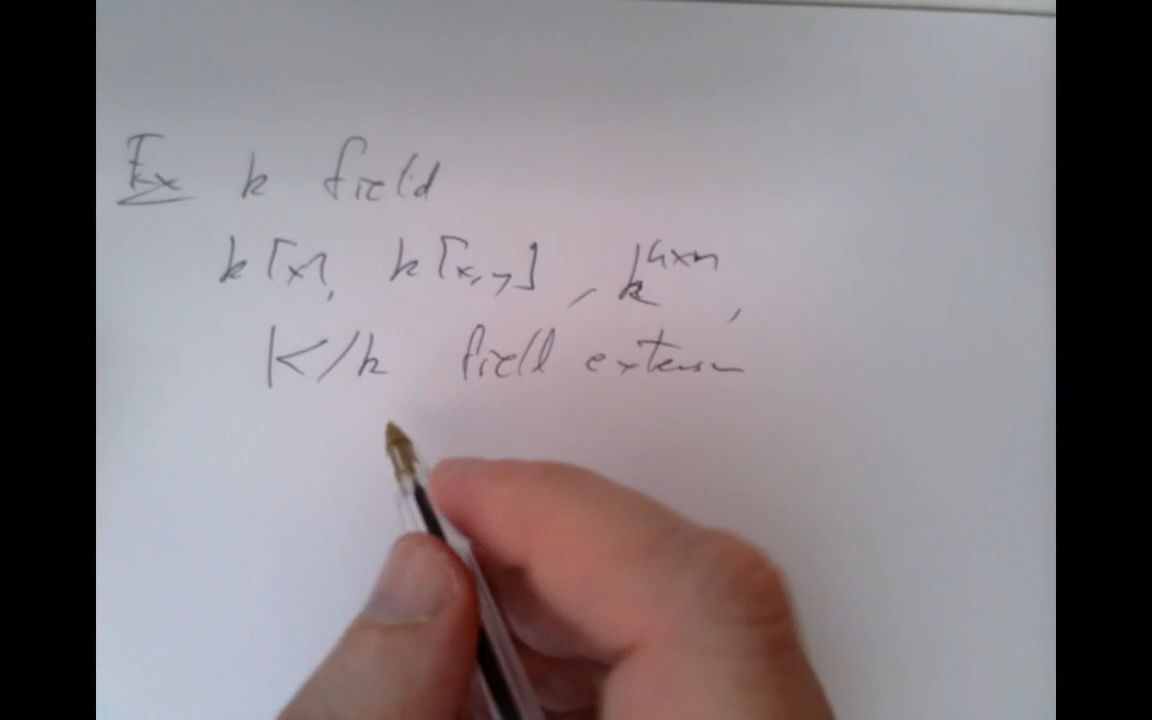 Ex k field
k[x], k[x,y], k^{n×n},
K/k field extension